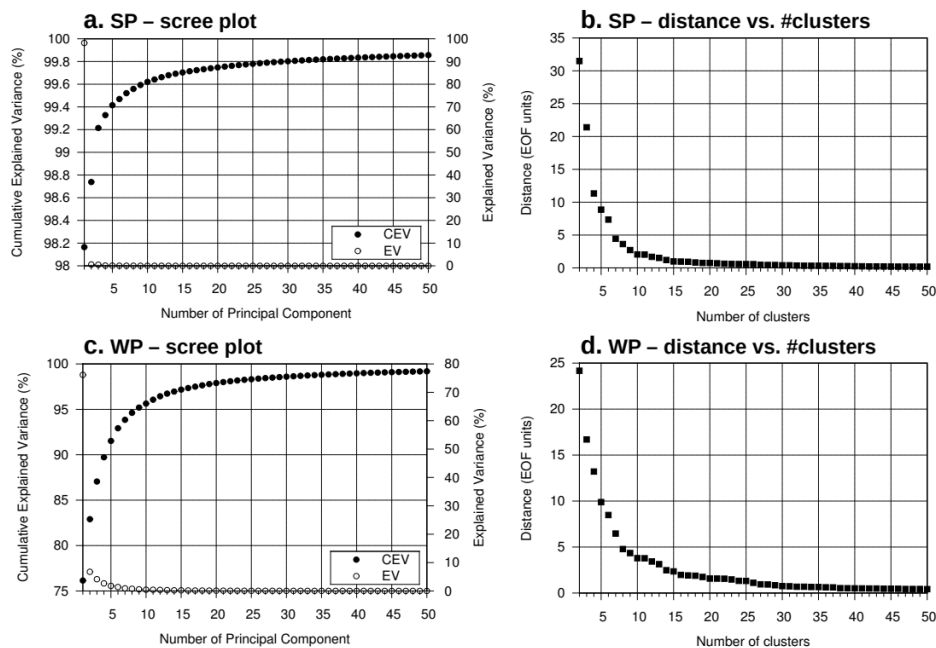 a. SP – scree plot
Cumulative Explained Variance (%)
100
99.8
99.6
99.4
99.2
99
98.8
98.6
98.4
98.2
98
100
90
80
70
60
50
40
30
20
10
0
Explained Variance (%)
CEV
EV
5 10 15 20 25 30 35 40 45 50
Number of Principal Component
b. SP – distance vs. #clusters
Distance (EOF units)
35
30
25
20
15
10
5
0
5 10 15 20 25 30 35 40 45 50
Number of clusters
c. WP – scree plot
Cumulative Explained Variance (%)
100
95
90
85
80
75
80
70
60
50
40
30
20
10
0
Explained Variance (%)
CEV
EV
5 10 15 20 25 30 35 40 45 50
Number of Principal Component
d. WP – distance vs. #clusters
Distance (EOF units)
25
20
15
10
5
0
5 10 15 20 25 30 35 40 45 50
Number of clusters